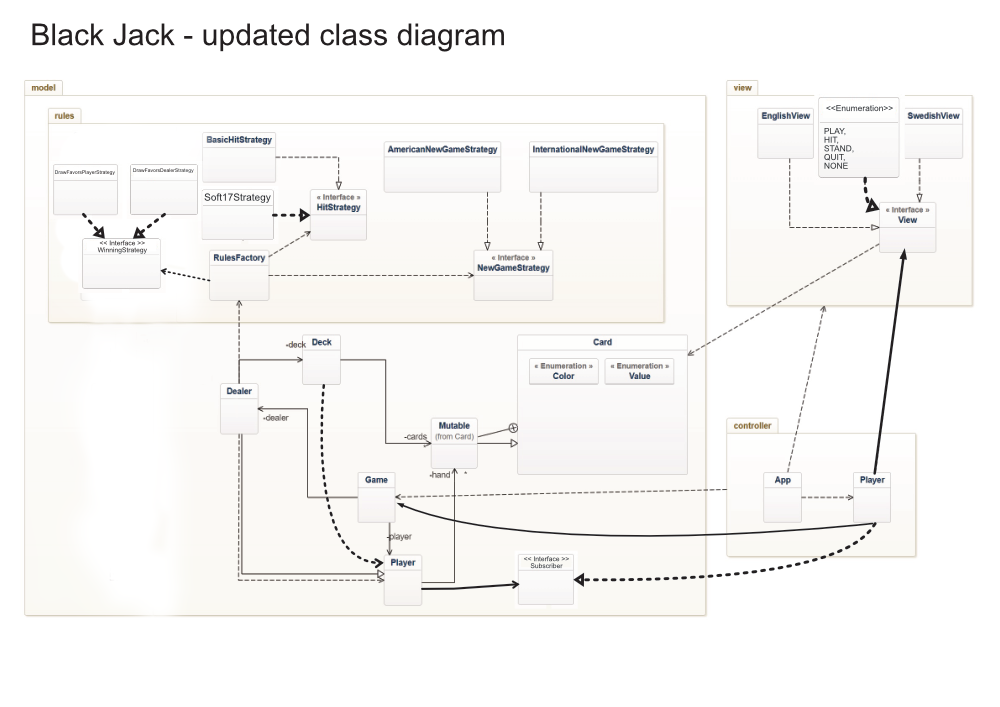 Black Jack - updated class diagram
model
rules
DrawFavorsPlayerStrategy
DrawFavorsDealerStrategy
BasicHitStrategy
Soft17Strategy
« Interface »
HitStrategy
AmericanNewGameStrategy
InternationalNewGameStrategy
<< Interface >>
WinningStrategy
RulesFactory
« Interface »
NewGameStrategy
view
EnglishView
<<Enumeration>>
PLAY,
HIT,
STAND,
QUIT,
NONE
SwedishView
« Interface »
View
-deck
Deck
Card
« Enumeration »
Color
« Enumeration »
Value
Dealer
-dealer
Mutable
(from Card)
-cards
-hand
*
Game
-player
Player
<< Interface >>
Subscriber
controller
App
Player